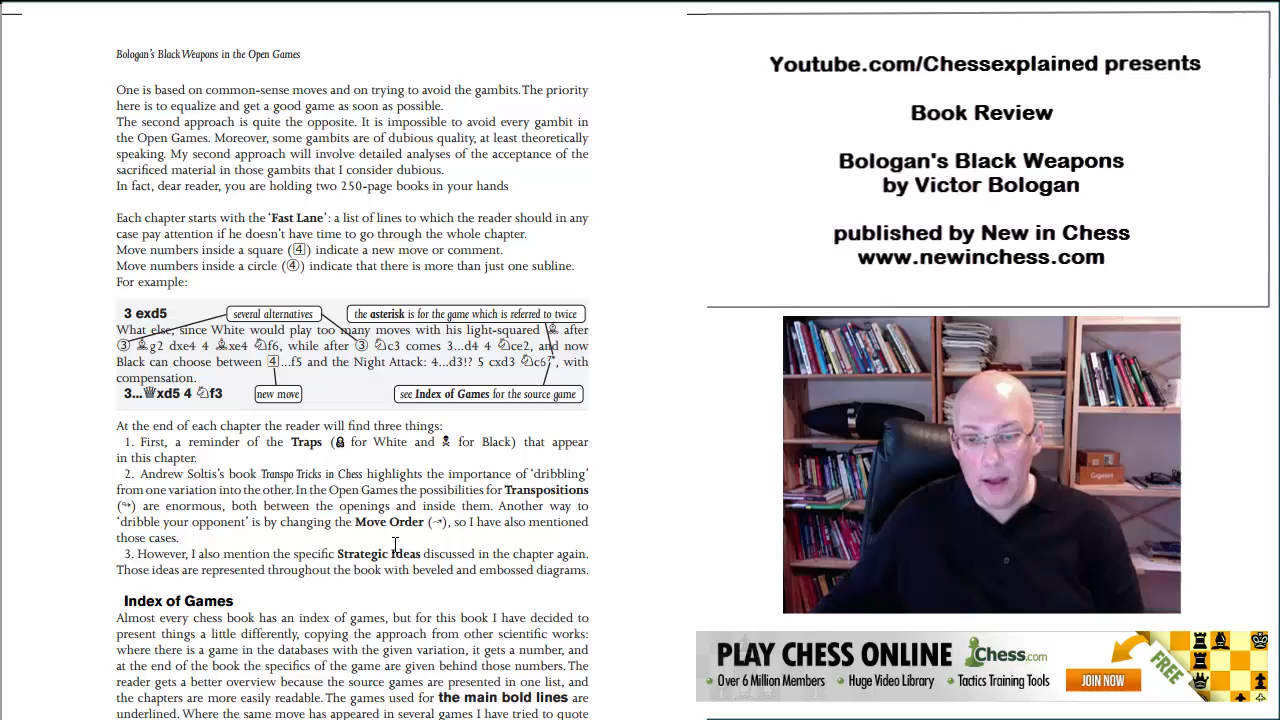 Bologan's Black Weapons in the Open Games
One is based on common-sense moves and on trying to avoid the gambits. The priority
here is to equalize and get a good game as soon as possible.
The second approach is quite the opposite. It is impossible to avoid every gambit in
the Open Games. Moreover, some gambits are of dubious quality, at least theoretically
speaking. My second approach will involve detailed analyses of the acceptance of the
sacrificed material in those gambits that I consider dubious.
In fact, dear reader, you are holding two 250-page books in your hands
Each chapter starts with the 'Fast Lane': a list of lines to which the reader should in any
case pay attention if he doesn't have time to go through the whole chapter.
Move numbers inside a square (4) indicate a new move or comment.
Move numbers inside a circle (④) indicate that there is more than just one subline.
For example:
3 exd5
several alternatives
the asterisk is for the game which is referred to twice
What else, since White would play too many moves with his light-squared ♗ after
③ ♗g2 dxe4 4 ♗xe4 ♘f6, while after ③ ♘c3 comes 3...d4 4 ♘ce2, and now
Black can choose between 4...f5 and the Night Attack: 4...d3!? 5 cxd3 ♘c6, with
compensation.
3...♕xd5 4 ♘f3
new move
see Index of Games for the source game
At the end of each chapter the reader will find three things:
1. First, a reminder of the Traps ( for White and for Black) that appear
in this chapter.
2. Andrew Soltis's book Transpo Tricks in Chess highlights the importance of 'dribbling'
from one variation into the other. In the Open Games the possibilities for Transpositions
(↪) are enormous, both between the openings and inside them. Another way to
'dribble your opponent' is by changing the Move Order (→), so I have also mentioned
those cases.
3. However, I also mention the specific Strategic Ideas discussed in the chapter again.
Those ideas are represented throughout the book with beveled and embossed diagrams.
Index of Games
Almost every chess book has an index of games, but for this book I have decided to
present things a little differently, copying the approach from other scientific works:
where there is a game in the databases with the given variation, it gets a number, and
at the end of the book the specifics of the game are given behind those numbers. The
reader gets a better overview because the source games are presented in one list, and
the chapters are more easily readable. The games used for the main bold lines are
underlined. Where the same move has appeared in several games I have tried to quote
Youtube.com/Chessexplained presents
Book Review
Bologan's Black Weapons
by Victor Bologan
published by New in Chess
www.newinchess.com
Gigaset
PLAY CHESS ONLINE
Chess.com
• Over 6 Million Members • Huge Video Library • Tactics Training Tools
JOIN NOW
FREE